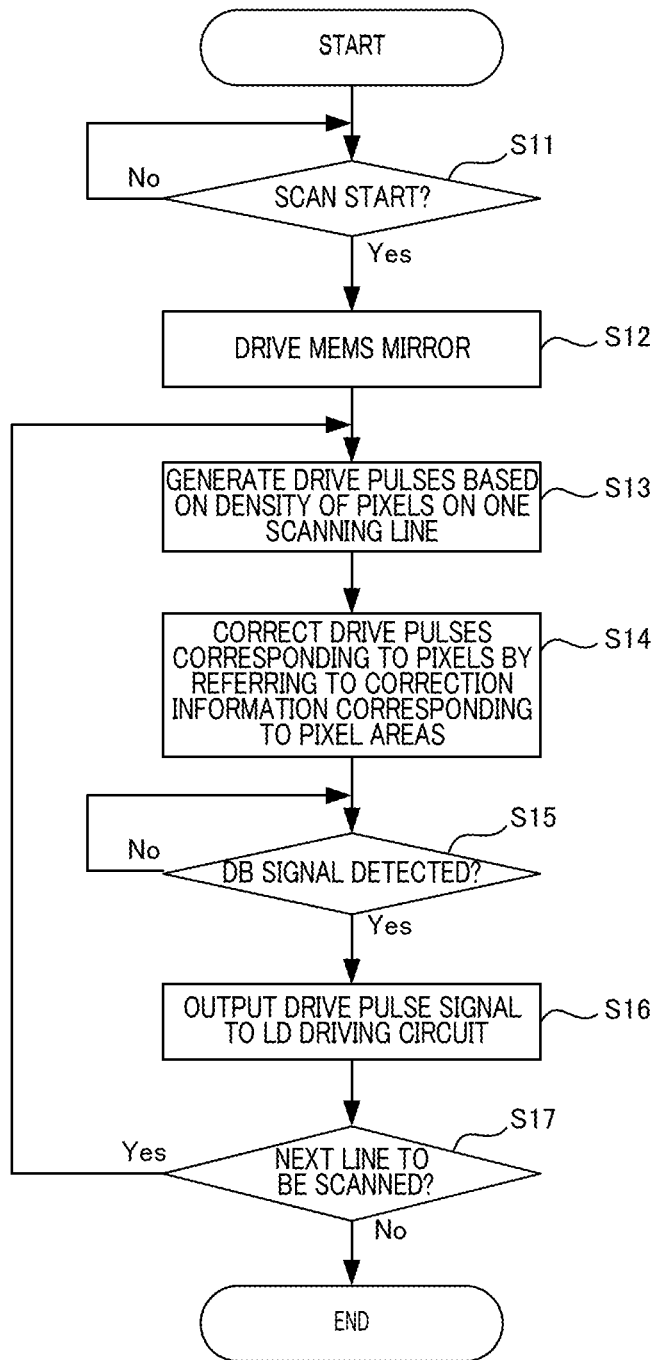 START
S11
No
SCAN START?
Yes
DRIVE MEMS MIRROR
S12
GENERATE DRIVE PULSES BASED
ON DENSITY OF PIXELS ON ONE
SCANNING LINE
S13
CORRECT DRIVE PULSES
CORRESPONDING TO PIXELS BY
REFERRING TO CORRECTION
INFORMATION CORRESPONDING
TO PIXEL AREAS
S14
S15
No
DB SIGNAL DETECTED?
Yes
OUTPUT DRIVE PULSE SIGNAL
TO LD DRIVING CIRCUIT
S16
S17
Yes
NEXT LINE TO
BE SCANNED?
No
END